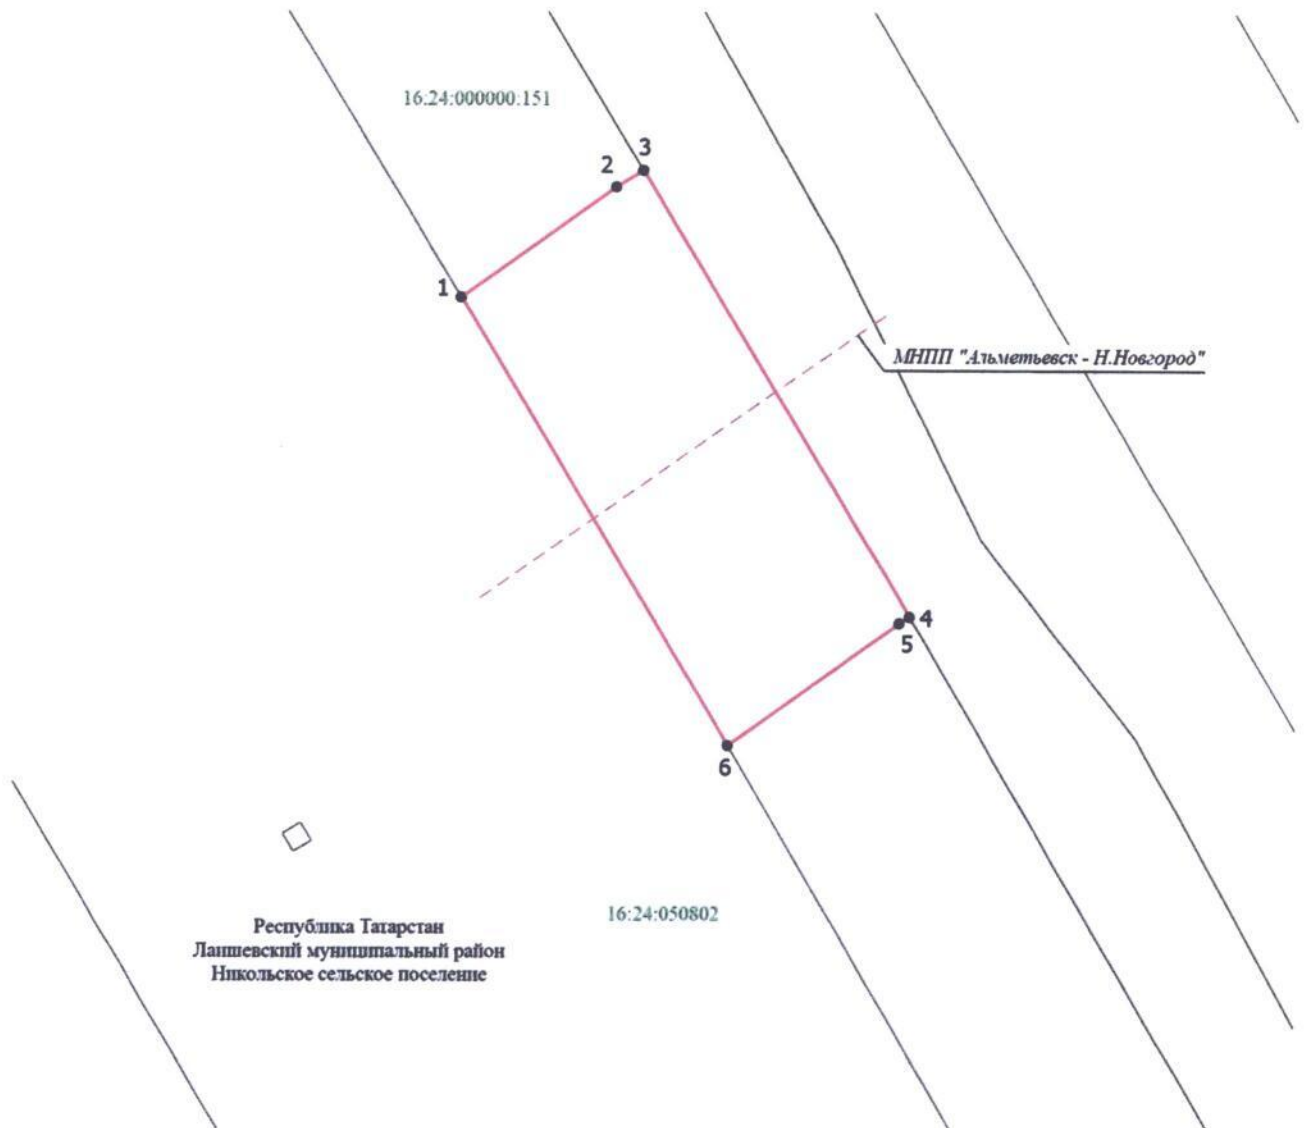 16:24:000000:151
3
2
1
МНПП "Альметьевск - Н.Новгород"
4
5
6
16:24:050802
Республика Татарстан
Лаишевский муниципальный район
Никольское сельское поселение